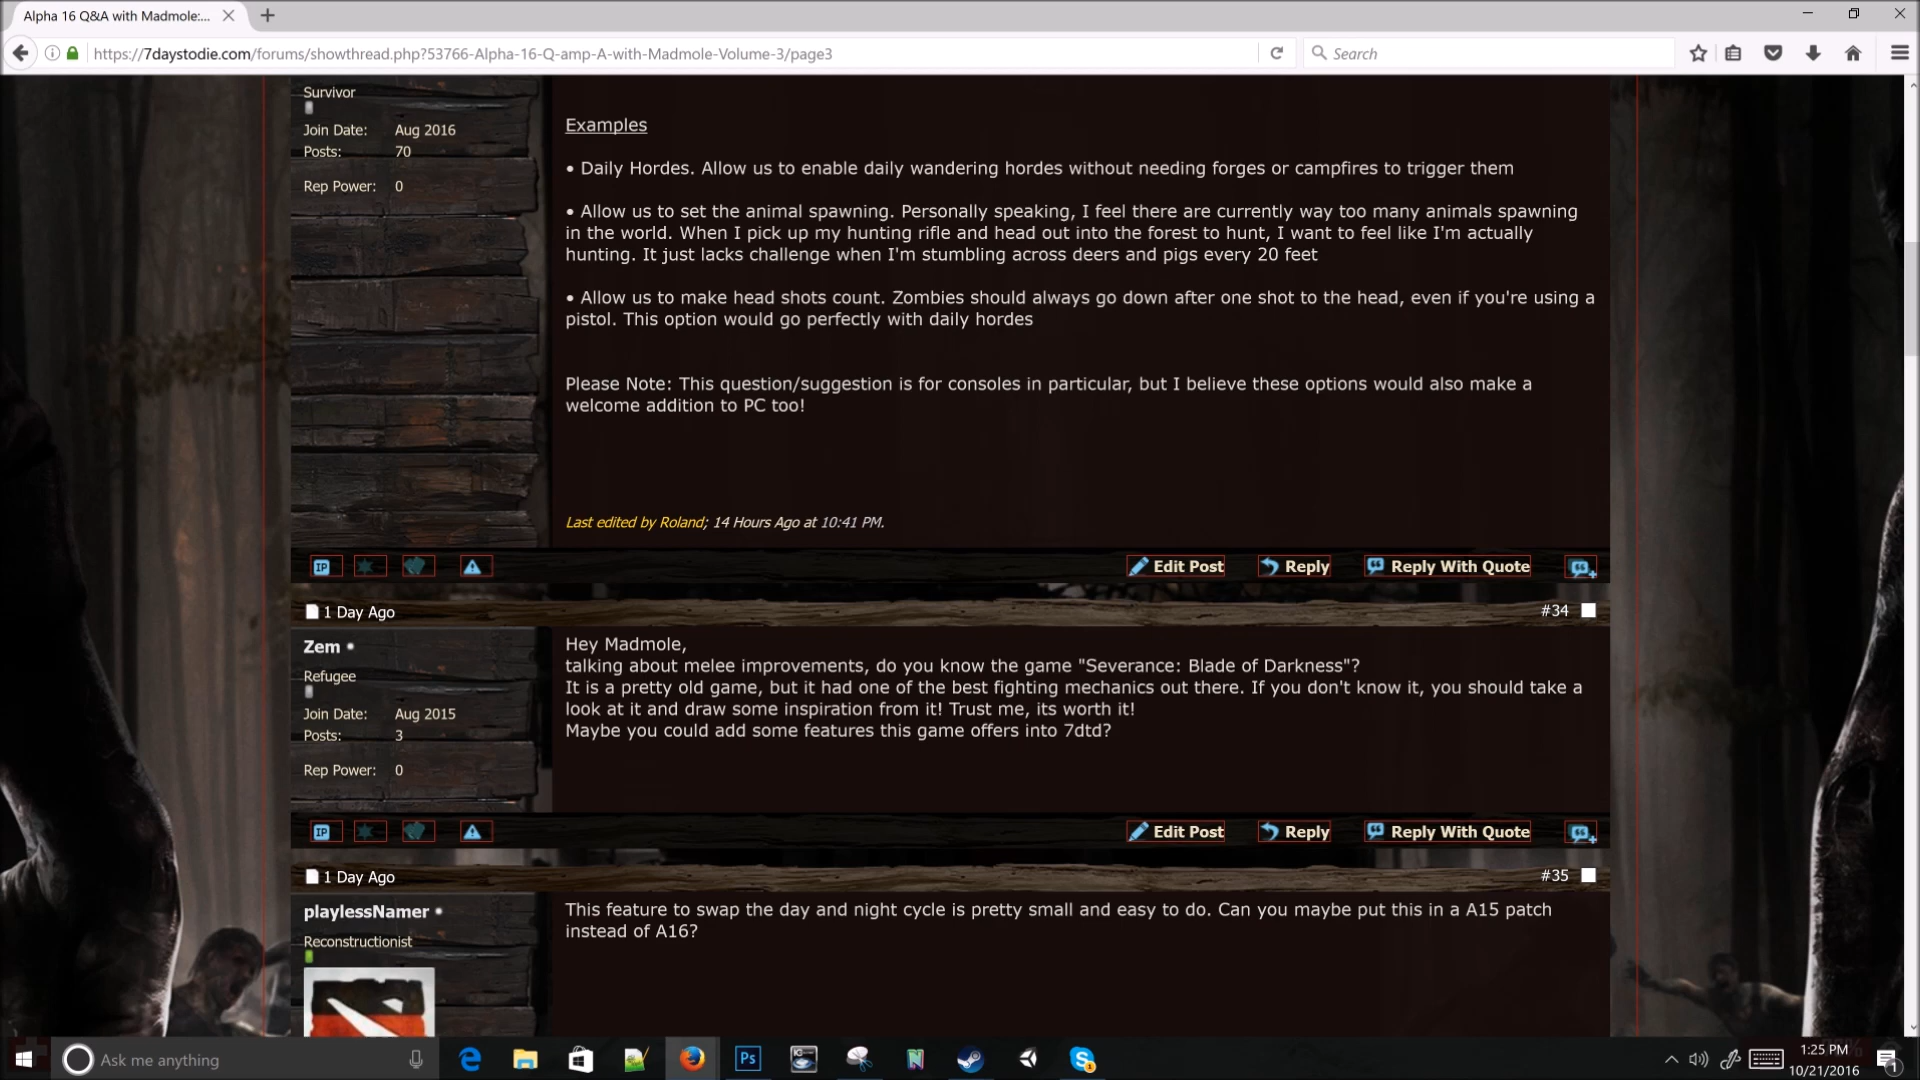 Alpha 16 Q&A with Madmole:...
https://7daystodie.com/forums/showthread.php?53766-Alpha-16-Q-amp-A-with-Madmole-Volume-3/page3
Search
Survivor
Join Date: Aug 2016
Posts: 70
Rep Power: 0
Examples
• Daily Hordes. Allow us to enable daily wandering hordes without needing forges or campfires to trigger them
• Allow us to set the animal spawning. Personally speaking, I feel there are currently way too many animals spawning
in the world. When I pick up my hunting rifle and head out into the forest to hunt, I want to feel like I'm actually
hunting. It just lacks challenge when I'm stumbling across deers and pigs every 20 feet
• Allow us to make head shots count. Zombies should always go down after one shot to the head, even if you're using a
pistol. This option would go perfectly with daily hordes
Please Note: This question/suggestion is for consoles in particular, but I believe these options would also make a
welcome addition to PC too!
Last edited by Roland; 14 Hours Ago at 10:41 PM.
IP
Edit Post Reply Reply With Quote
1 Day Ago #34
Zem
Refugee
Join Date: Aug 2015
Posts: 3
Rep Power: 0
Hey Madmole,
talking about melee improvements, do you know the game "Severance: Blade of Darkness"?
It is a pretty old game, but it had one of the best fighting mechanics out there. If you don't know it, you should take a
look at it and draw some inspiration from it! Trust me, its worth it!
Maybe you could add some features this game offers into 7dtd?
IP
Edit Post Reply Reply With Quote
1 Day Ago #35
playlessNamer
Reconstructionist
This feature to swap the day and night cycle is pretty small and easy to do. Can you maybe put this in a A15 patch
instead of A16?
Ask me anything
Ps
1:25 PM
10/21/2016
1